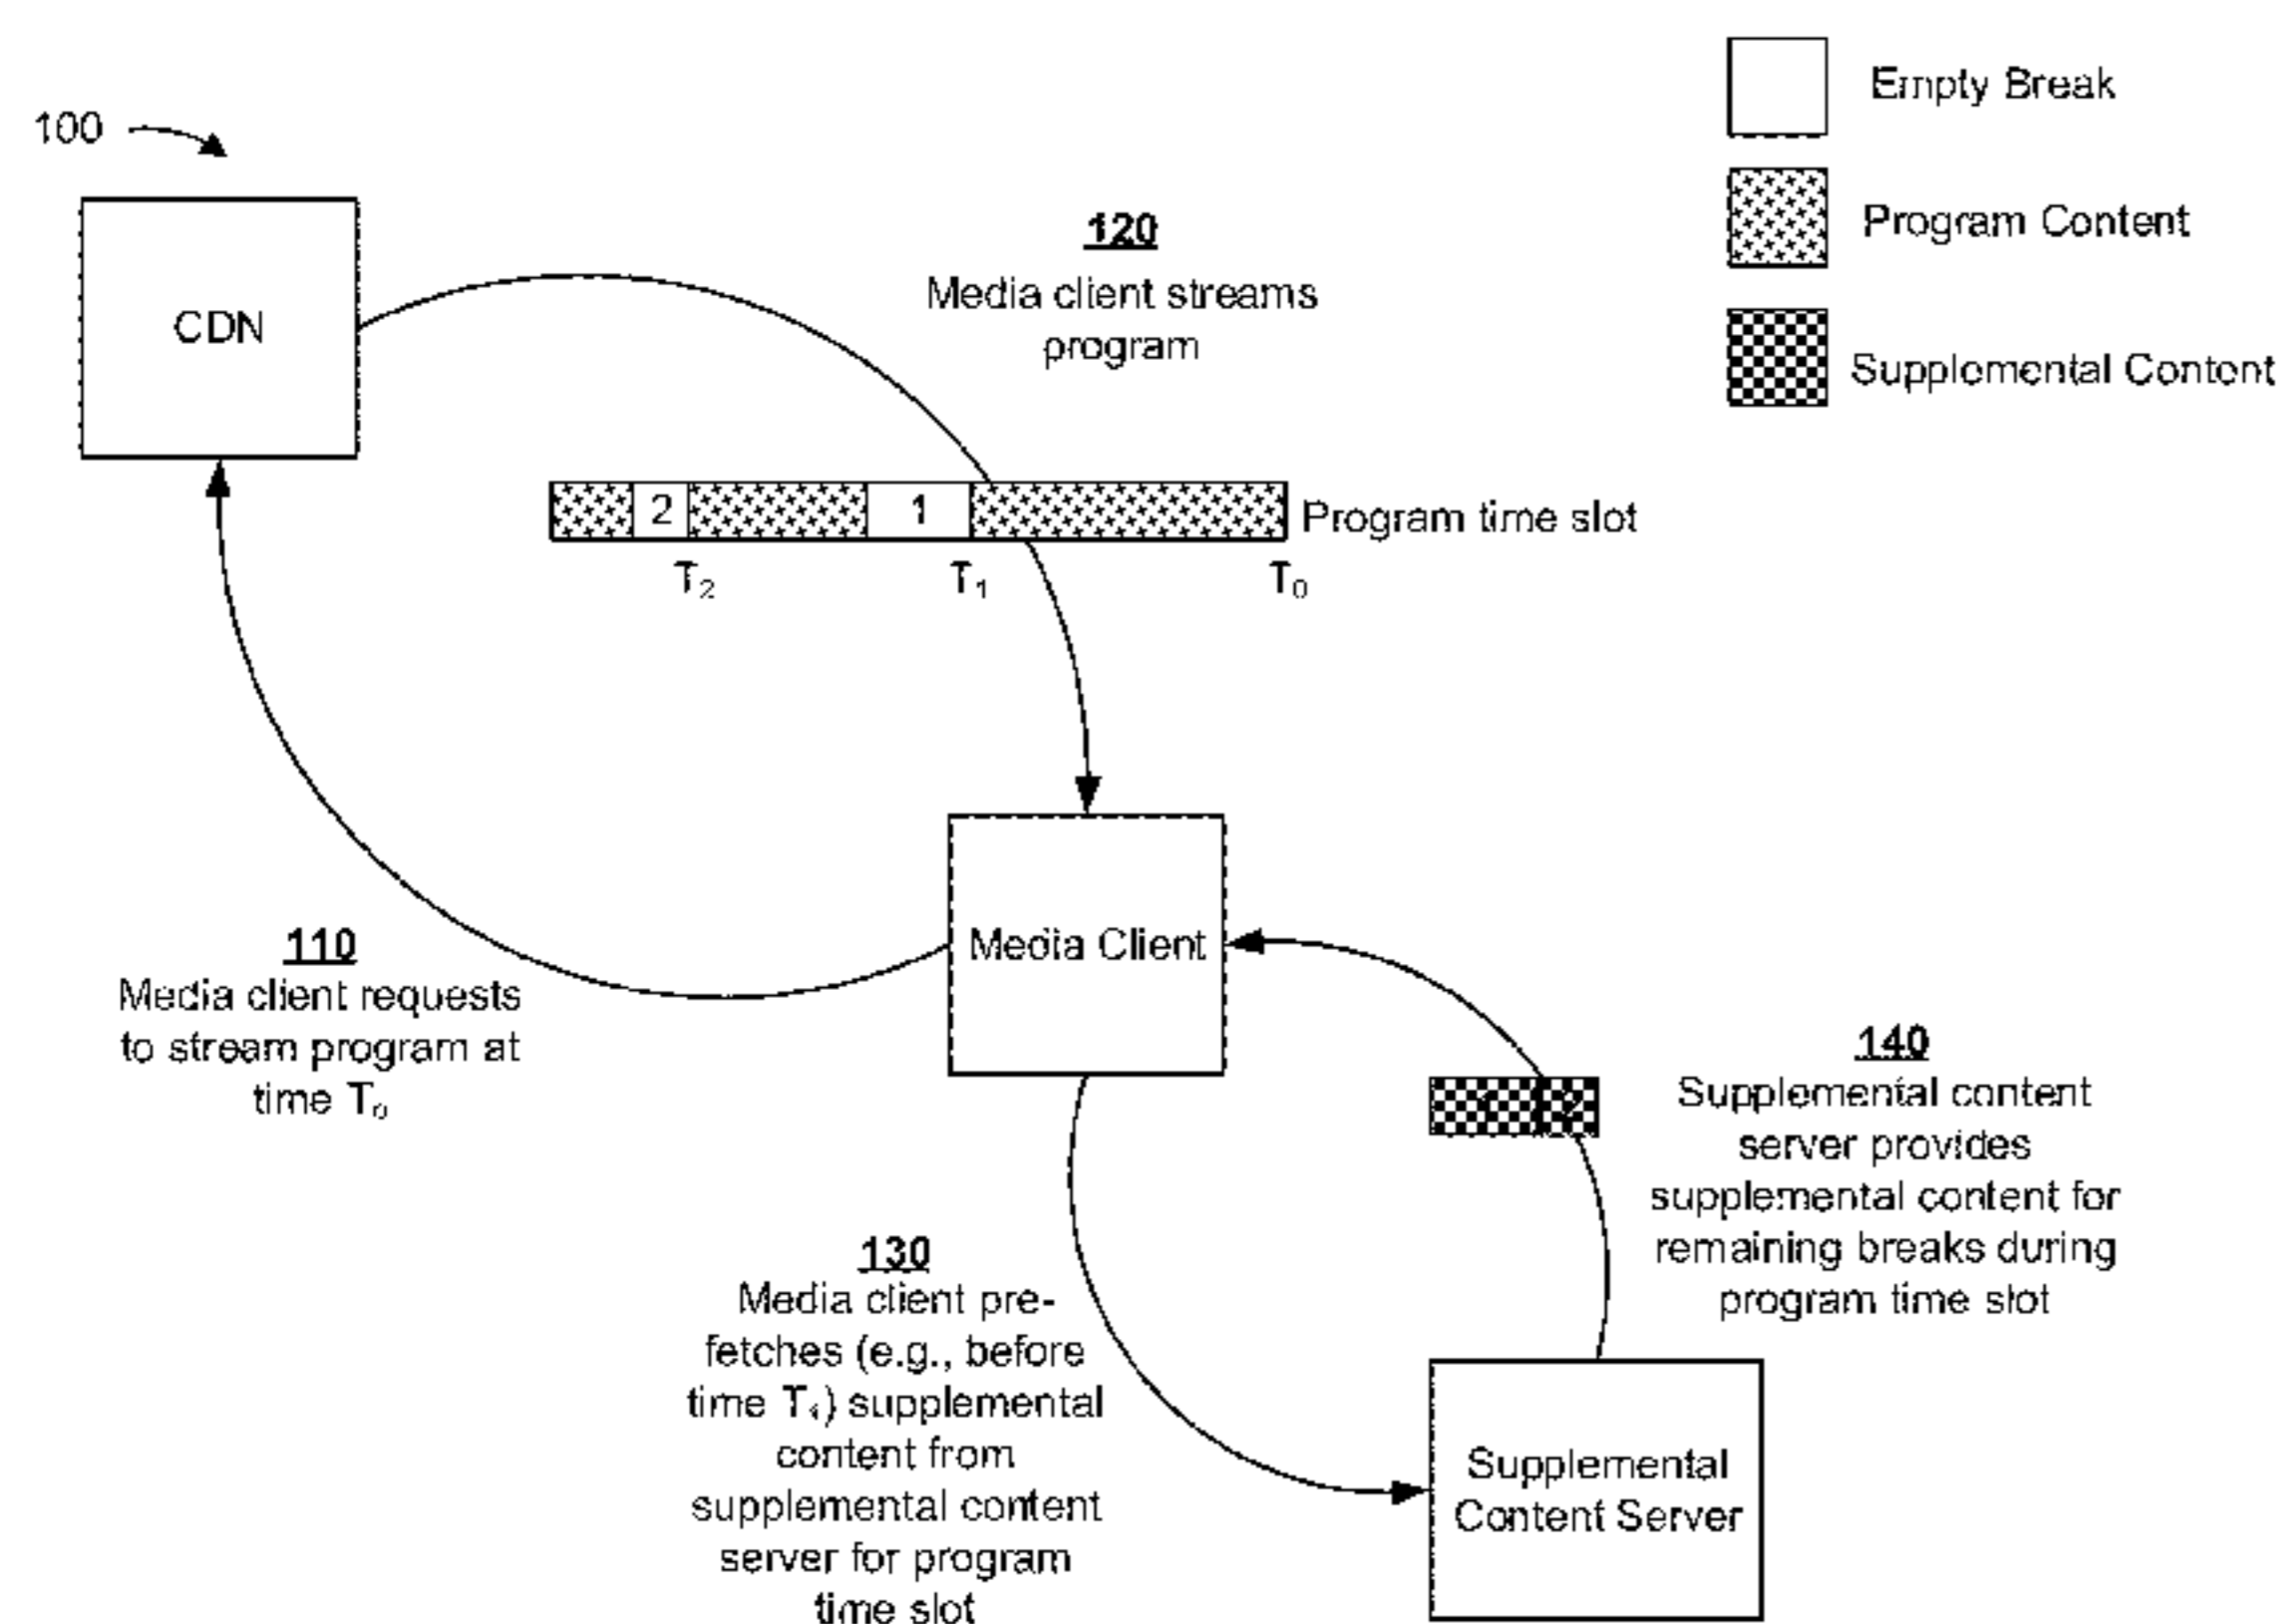 100
CDN
120
Media client streams
program
Empty Break
Program Content
Supplemental Content
2
1
Program time slot
T₂
T₁
T₀
110
Media client requests
to stream program at
time T₀
Media Client
130
Media client pre-
fetches (e.g., before
time T₁) supplemental
content from
supplemental content
server for program
time slot
1
2
140
Supplemental content
server provides
supplemental content for
remaining breaks during
program time slot
Supplemental
Content Server